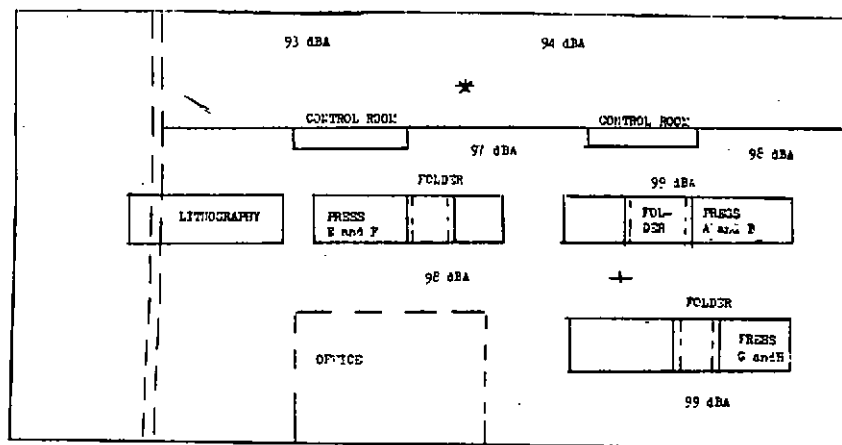 93 dBA
94 dBA
CONTROL ROOM
CONTROL ROOM
97 dBA
98 dBA
FOLDER
99 dBA
LITHOGRAPHY
PRESS
E and F
FOL-
DER
PRESS
A and B
98 dBA
FOLDER
OFFICE
PRESS
G and H
99 dBA